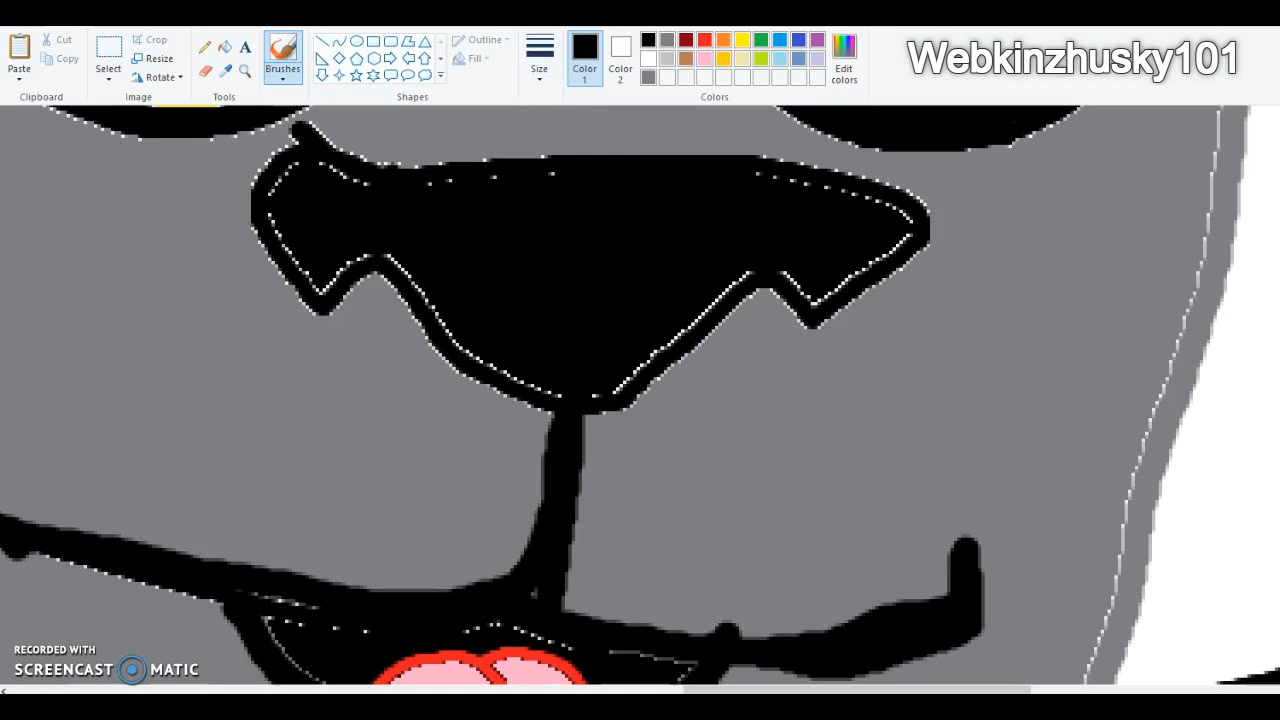 Cut
Copy
Paste
Clipboard
Select
Crop
Resize
Rotate
Image
A
Tools
Brushes
Outline
Fill
Shapes
Size
Color
1
Color
2
Edit
colors
Colors
Webkinzhusky101
RECORDED WITH
SCREENCAST MATIC